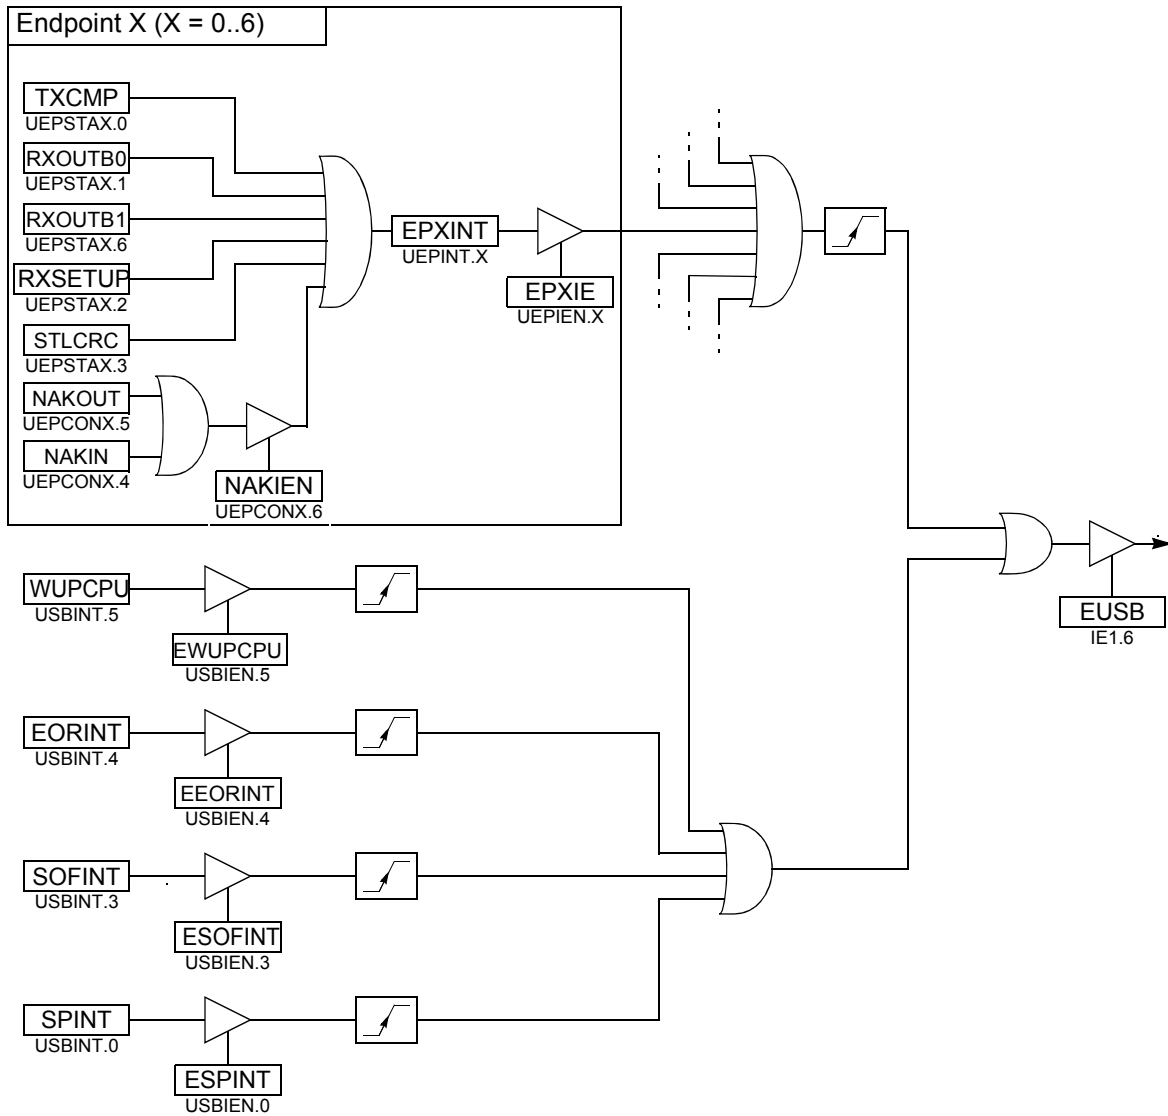 Endpoint X (X = 0..6)
TXCMP
UEPSTAX.0
RXOUTB0
UEPSTAX.1
RXOUTB1
UEPSTAX.6
RXSETUP
UEPSTAX.2
STLCRC
UEPSTAX.3
NAKOUT
UEPCONX.5
NAKIN
UEPCONX.4
NAKIEN
UEPCONX.6
EPXINT
UEPINT.X
EPXIE
UEPIEN.X
WUPCPU
USBINT.5
EWUPCPU
USBIEN.5
EORINT
USBINT.4
EEORINT
USBIEN.4
SOFINT
USBINT.3
ESOFINT
USBIEN.3
SPINT
USBINT.0
ESPINT
USBIEN.0
EUSB
IE1.6